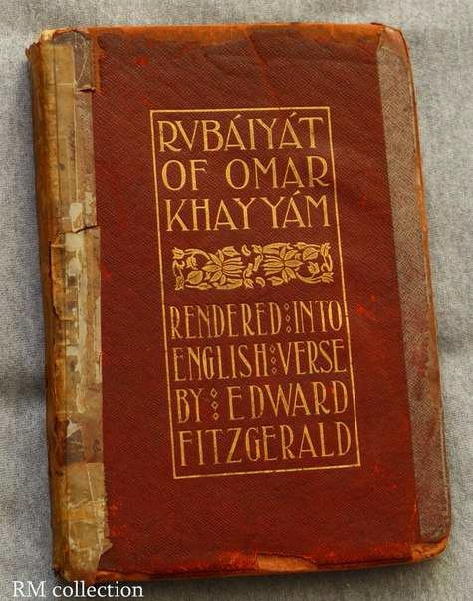 RVBÁIYÁT
OF OMAR
KHAYYÁM
RENDERED INTO
ENGLISH VERSE
BY EDWARD
FITZGERALD
RM collection